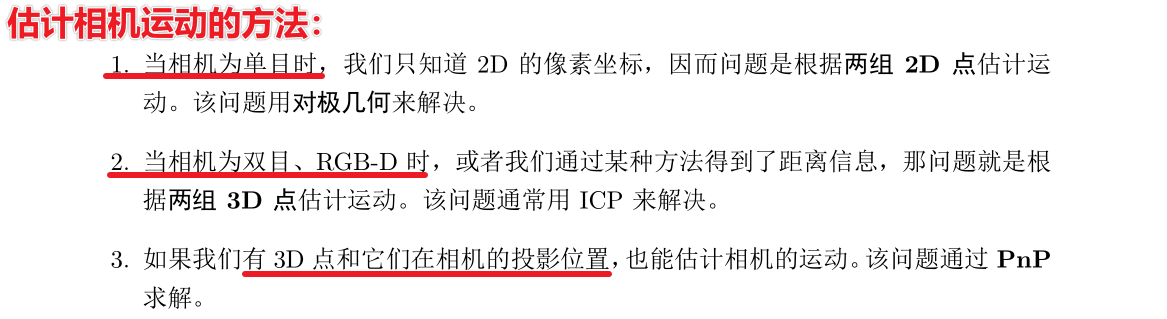 估计相机运动的方法：
1. 当相机为单目时，我们只知道 2D 的像素坐标，因而问题是根据两组 2D 点估计运
动。该问题用对极几何来解决。
2. 当相机为双目、RGB-D 时，或者我们通过某种方法得到了距离信息，那问题就是根
据两组 3D 点估计运动。该问题通常用 ICP 来解决。
3. 如果我们有 3D 点和它们在相机的投影位置，也能估计相机的运动。该问题通过 PnP
求解。